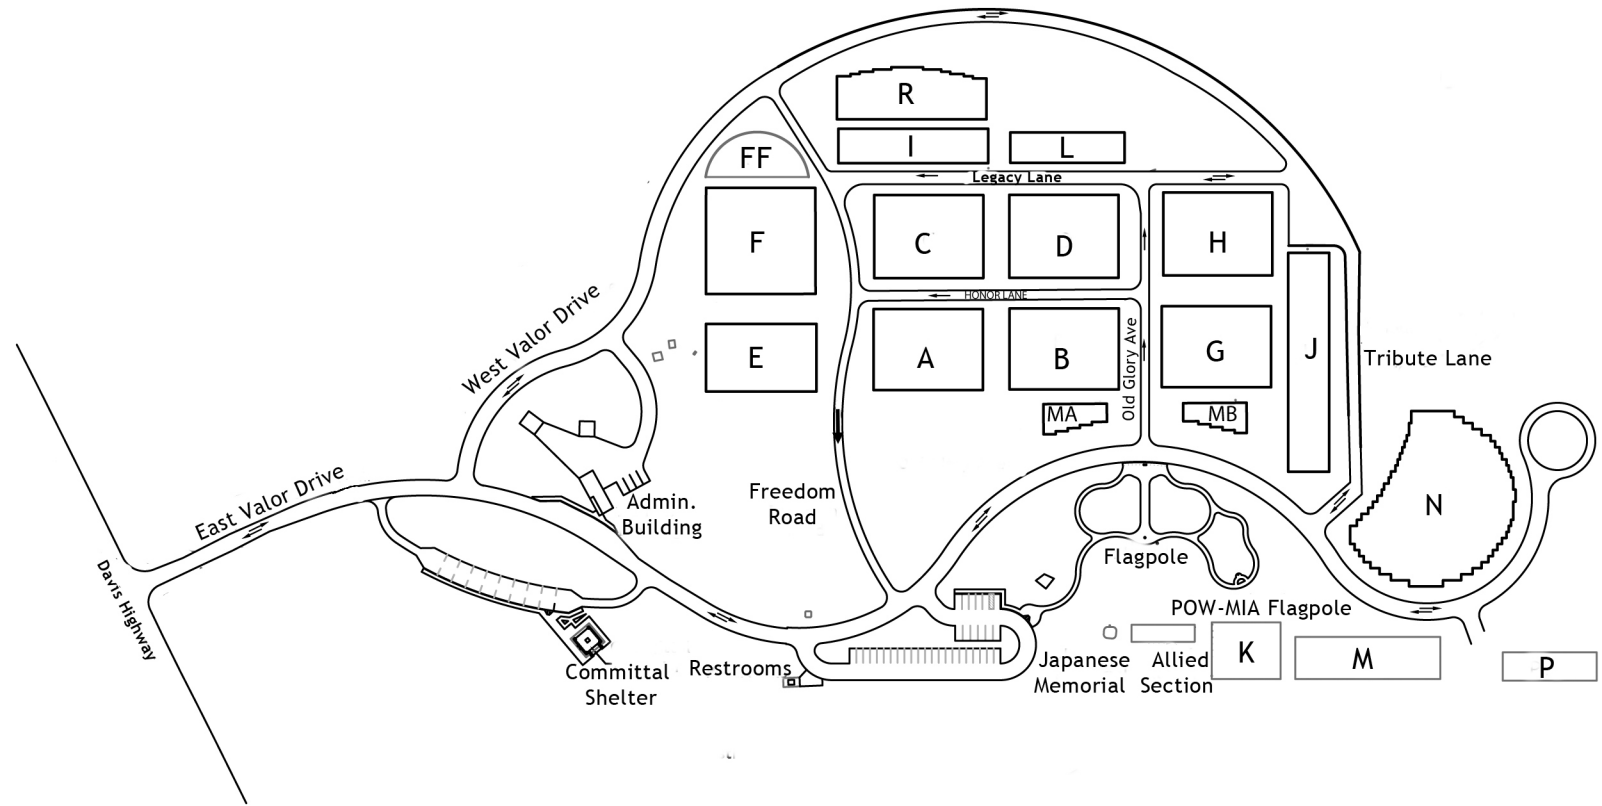 R
I
L
FF
Legacy Lane
F
C
D
H
HONOR LANE
West Valor Drive
E
A
B
Old Glory Ave
G
J
Tribute Lane
MA
MB
East Valor Drive
Admin.
Building
Freedom
Road
N
Flagpole
Davis Highway
POW-MIA Flagpole
Committal
Shelter
Restrooms
Japanese
Memorial
Allied
Section
K
M
P